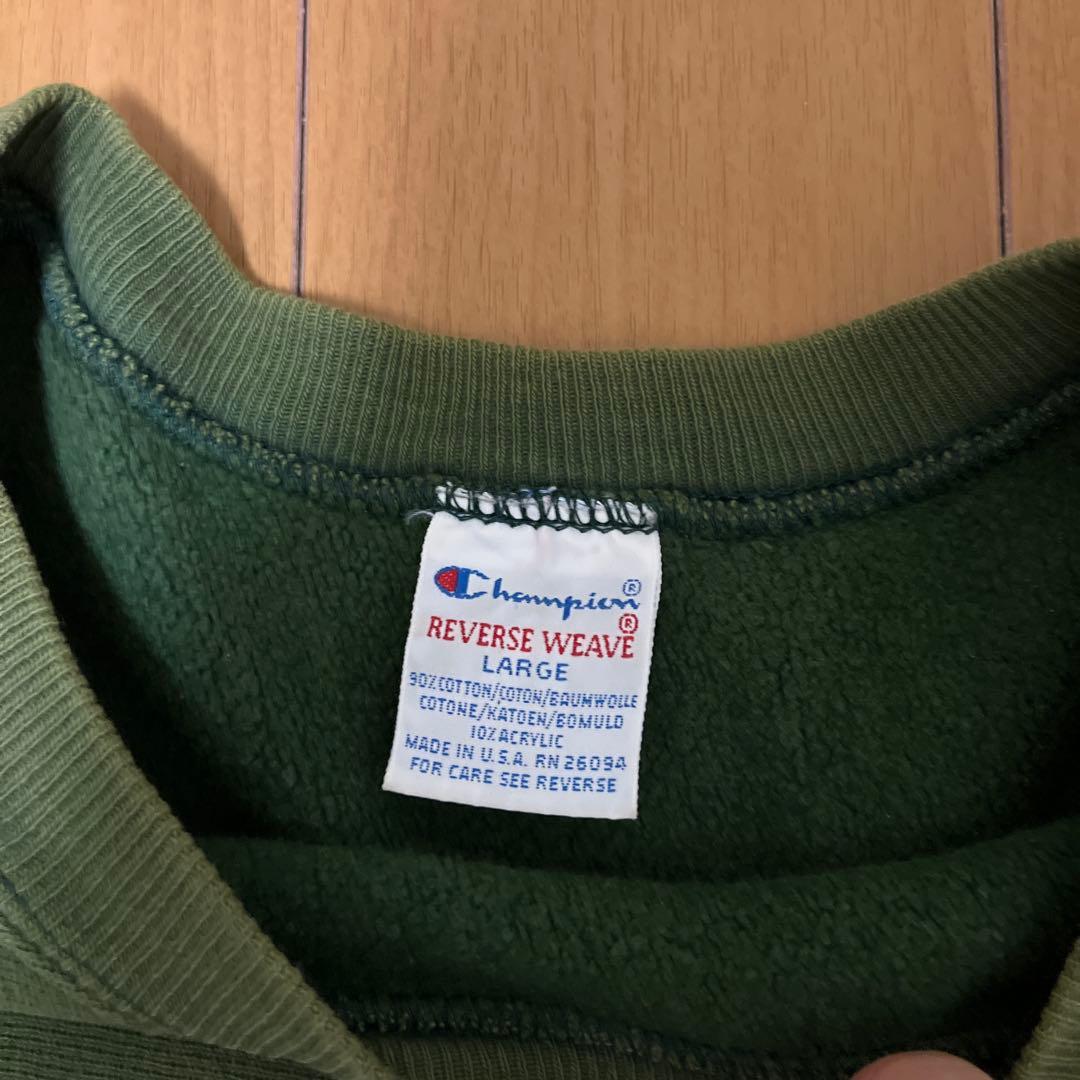 Champion®
REVERSE WEAVE®
LARGE
90% COTTON/COTON/BAUMWOLLE
COTONE/KATOEN/BOMULD
10% ACRYLIC
MADE IN U.S.A. RN 26094
FOR CARE SEE REVERSE